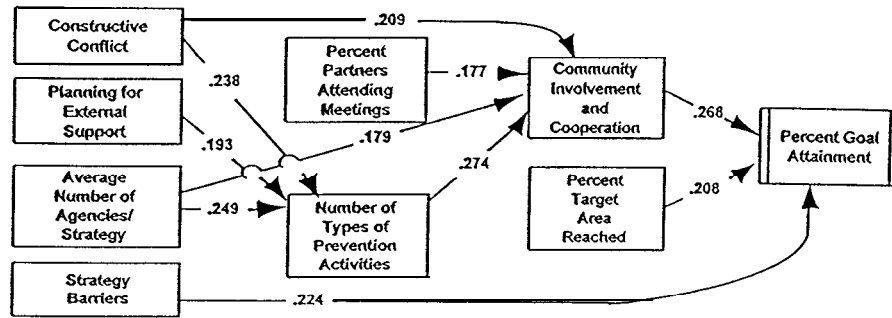 Constructive
Conflict
.209
.238
Planning for
External
Support
.193
Percent
Partners
Attending
Meetings
.177
.179
Community
Involvement
and
Cooperation
.268
Percent Goal
Attainment
Average
Number of
Agencies/
Strategy
.249
Number of
Types of
Prevention
Activities
.274
Percent
Target
Area
Reached
.208
Strategy
Barriers
.224